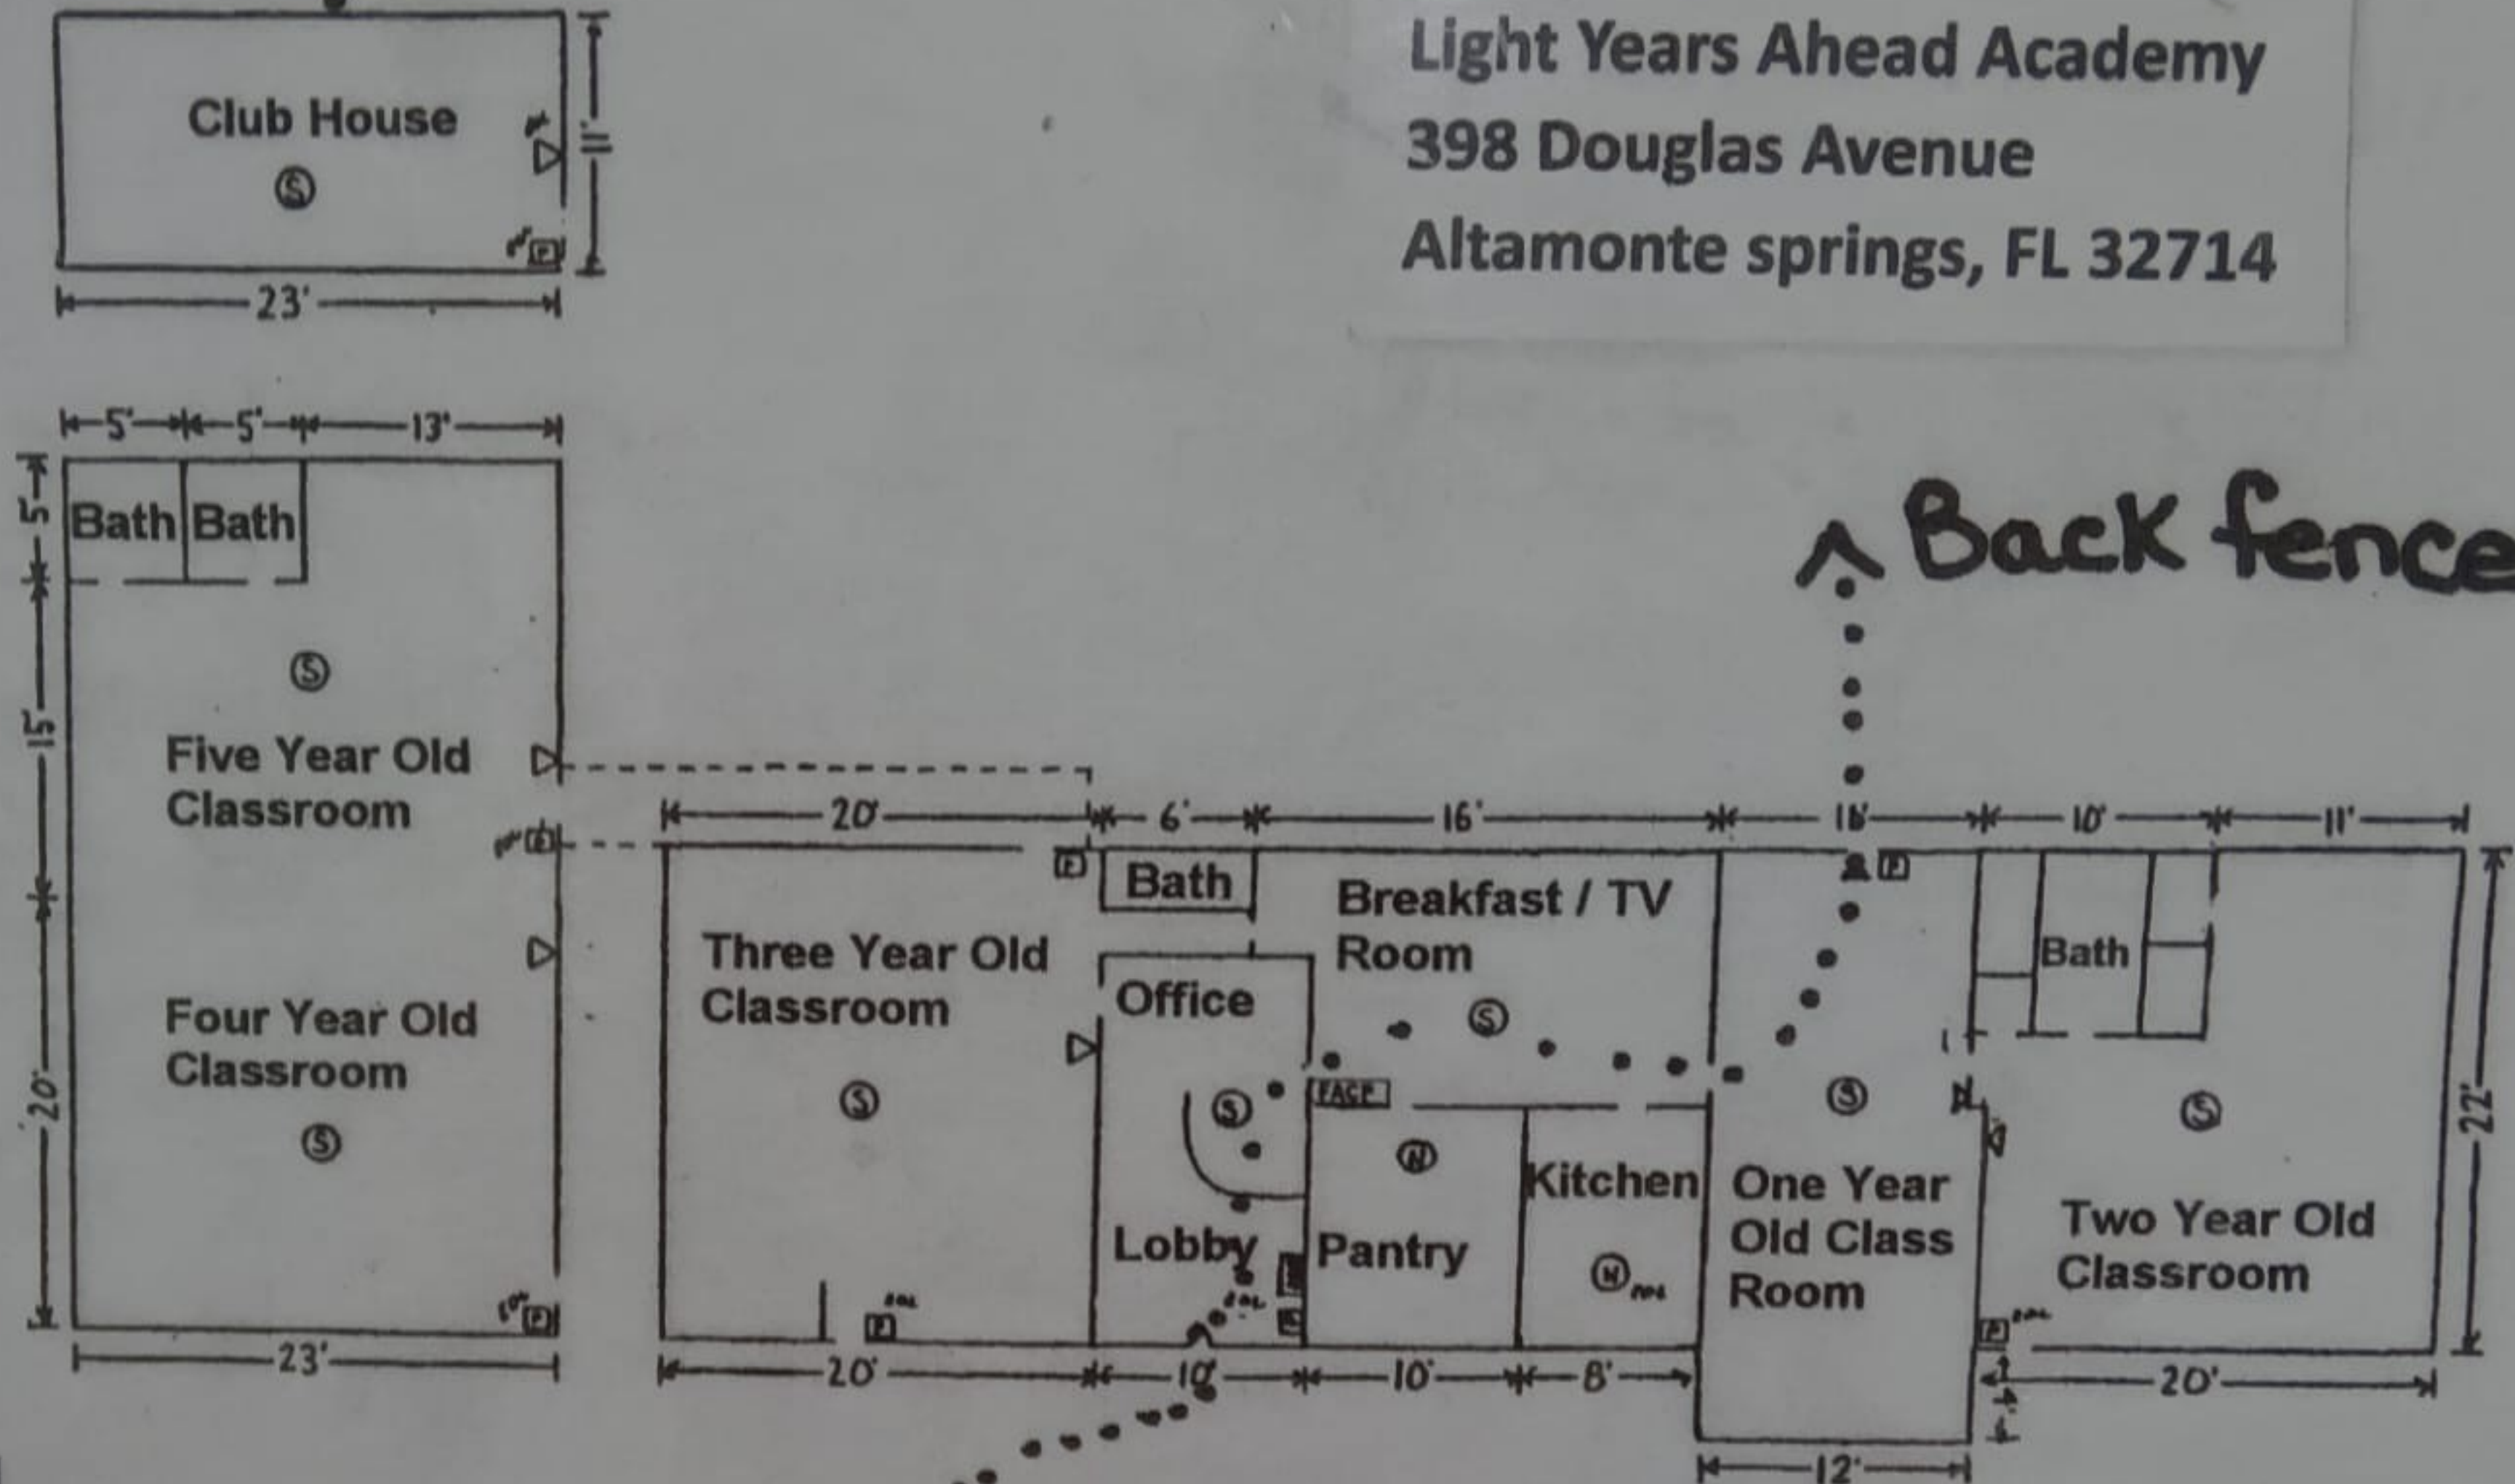 Light Years Ahead Academy
398 Douglas Avenue
Altamonte springs, FL 32714
Club House
S
11'
P
23'
5' 5' 13'
5'
Bath Bath
Back fence
S
15'
Five Year Old
Classroom
20' 6' 16' 10' 11'
P
Bath
P
Breakfast / TV
Room
Three Year Old
Classroom
Bath
Office
S
Four Year Old
Classroom
20'
S
S
S
FACP
S
S
22'
N
Kitchen
One Year
Old Class
Room
Lobby
Pantry
N
Two Year Old
Classroom
P
P
P
P
23'
20' 10' 10' 8' 20'
4'
12'